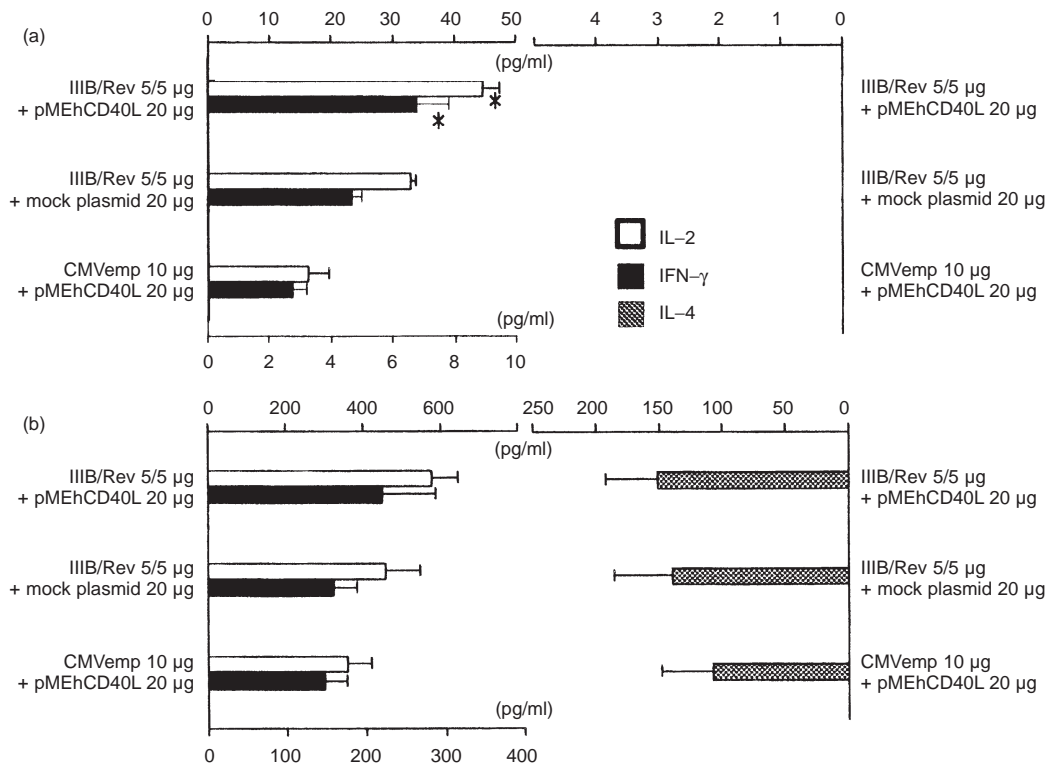 (a)
0 10 20 30 40 50
4 3 2 1 0
(pg/ml)
IIIB/Rev 5/5 µg
+ pMEhCD40L 20 µg
IIIB/Rev 5/5 µg
+ pMEhCD40L 20 µg
IIIB/Rev 5/5 µg
+ mock plasmid 20 µg
IIIB/Rev 5/5 µg
+ mock plasmid 20 µg
IL–2
IFN–γ
IL–4
CMVemp 10 µg
+ pMEhCD40L 20 µg
CMVemp 10 µg
+ pMEhCD40L 20 µg
(pg/ml)
0 2 4 6 8 10
(b)
0 200 400 600
250 200 150 100 50 0
(pg/ml)
IIIB/Rev 5/5 µg
+ pMEhCD40L 20 µg
IIIB/Rev 5/5 µg
+ pMEhCD40L 20 µg
IIIB/Rev 5/5 µg
+ mock plasmid 20 µg
IIIB/Rev 5/5 µg
+ mock plasmid 20 µg
CMVemp 10 µg
+ pMEhCD40L 20 µg
CMVemp 10 µg
+ pMEhCD40L 20 µg
(pg/ml)
0 100 200 300 400